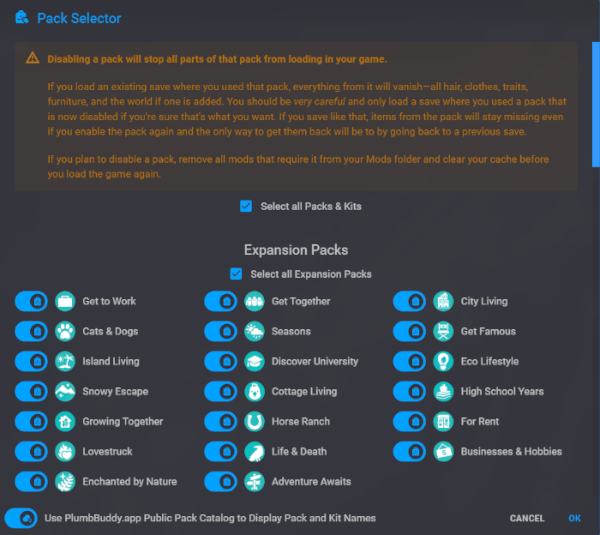 Pack Selector
Disabling a pack will stop all parts of that pack from loading in your game.
If you load an existing save where you used that pack, everything from it will vanish—all hair, clothes, traits,
furniture, and the world if one is added. You should be very careful and only load a save where you used a pack that
is now disabled if you're sure that's what you want. If you save like that, items from the pack will stay missing even
if you enable the pack again and the only way to get them back will be to by going back to a previous save.
If you plan to disable a pack, remove all mods that require it from your Mods folder and clear your cache before
you load the game again.
Select all Packs & Kits
Expansion Packs
Select all Expansion Packs
Get to Work Get Together City Living
Cats & Dogs Seasons Get Famous
Island Living Discover University Eco Lifestyle
Snowy Escape Cottage Living High School Years
Growing Together Horse Ranch For Rent
Lovestruck Life & Death Businesses & Hobbies
Enchanted by Nature Adventure Awaits
Use PlumbBuddy.app Public Pack Catalog to Display Pack and Kit Names CANCEL OK